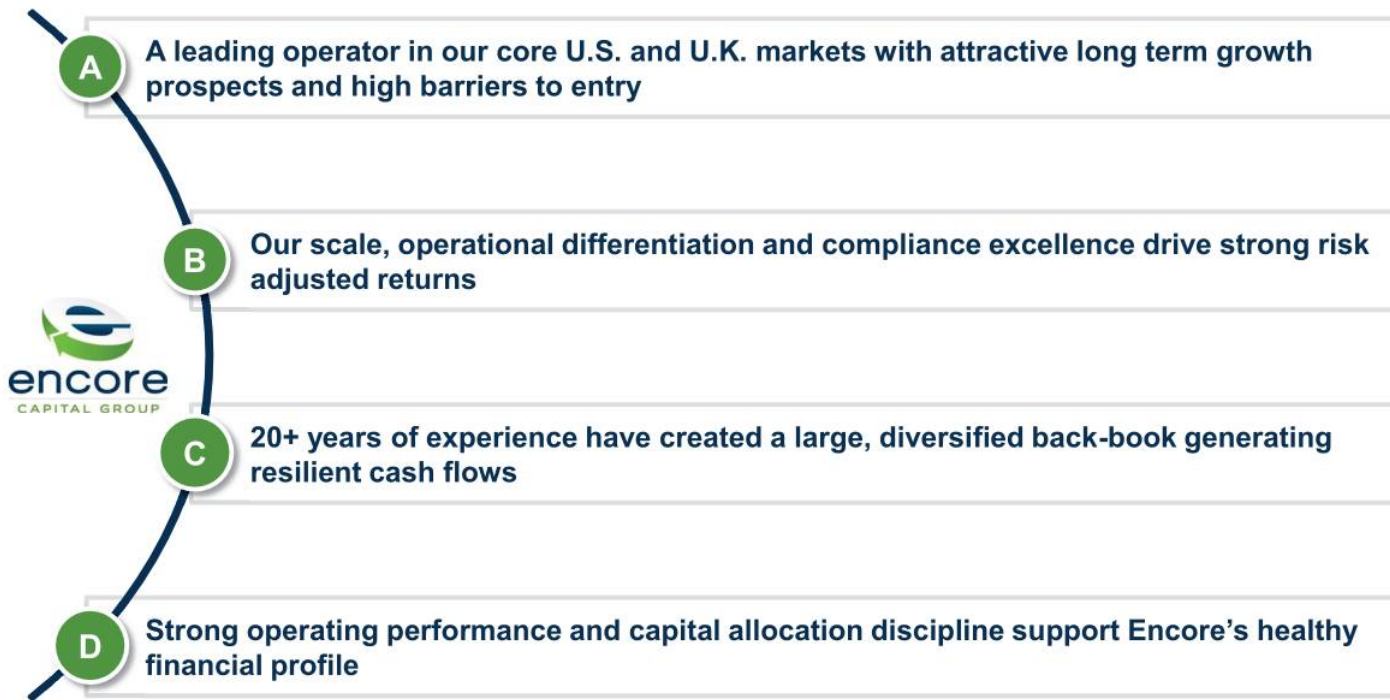 A
A leading operator in our core U.S. and U.K. markets with attractive long term growth
prospects and high barriers to entry
B
Our scale, operational differentiation and compliance excellence drive strong risk
adjusted returns
encore
CAPITAL GROUP
C
20+ years of experience have created a large, diversified back-book generating
resilient cash flows
D
Strong operating performance and capital allocation discipline support Encore's healthy
financial profile